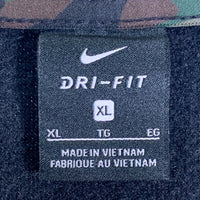 DRI-FIT
XL
XL TG EG
MADE IN VIETNAM
FABRIQUE AU VIETNAM